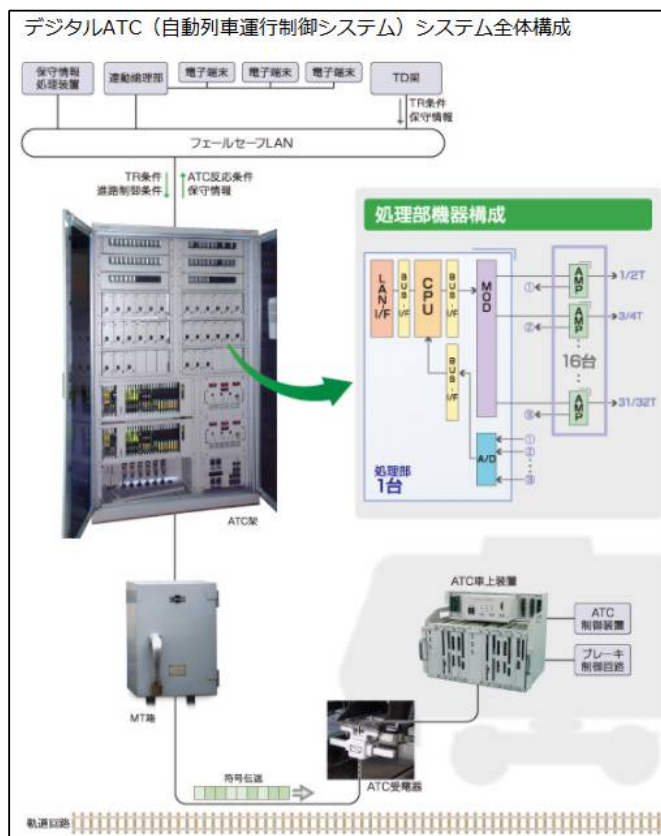 デジタルATC（自動列車運行制御システム）システム全体構成
保守情報
処理装置
連動論理部
電子端末
電子端末
電子端末
TD架
TR条件
保守情報
フェールセーフLAN
TR条件
進路制御条件
ATC反応条件
保守情報
処理部機器構成
LAN-I/F
BUS-I/F
CPU
BUS-I/F
MOD
AMP
1/2T
①
AMP
3/4T
②
16台
BUS-I/F
AMP
31/32T
A/D
①
②
処理部
1台
ATC架
ATC車上装置
ATC
制御装置
ブレーキ
制御回路
MT箱
符号伝送
ATC受電器
軌道回路